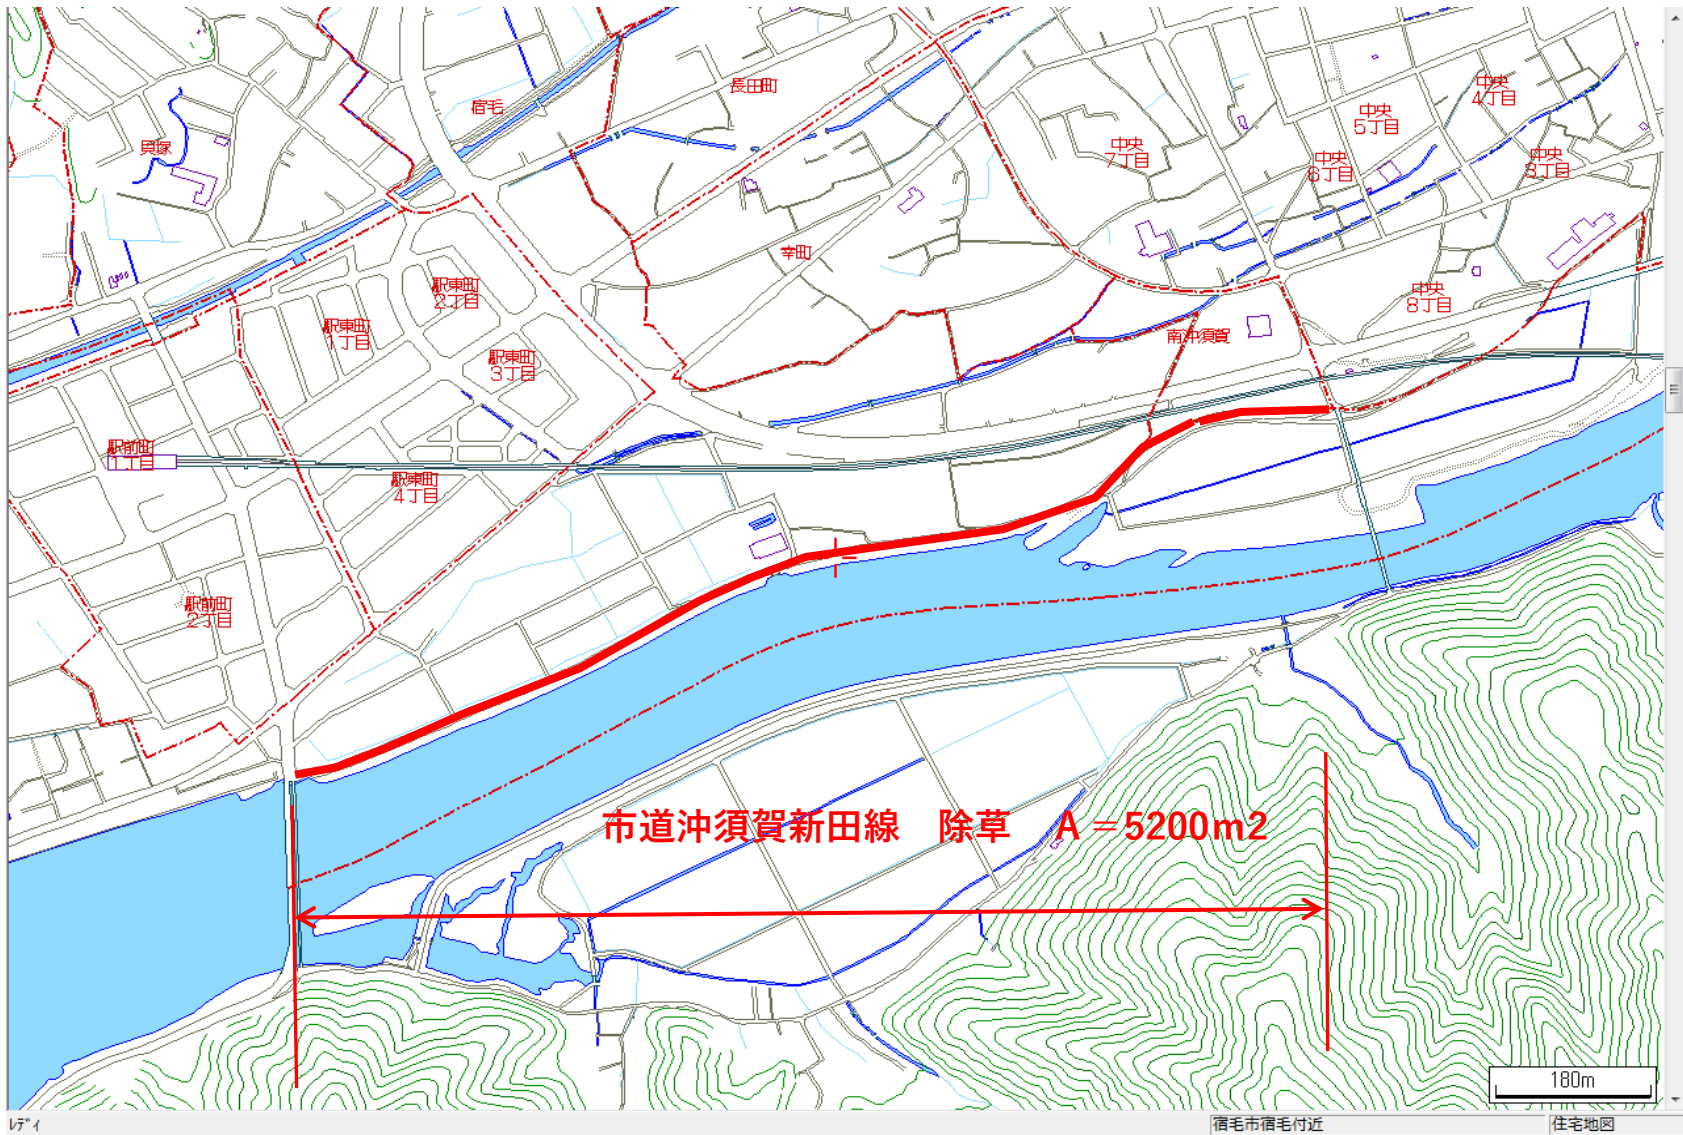 長田町
宿毛
中央
4丁目
中央
5丁目
貝塚
中央
7丁目
中央
6丁目
中央
3丁目
幸町
駅東町
2丁目
中央
8丁目
駅東町
1丁目
南沖須賀
駅東町
3丁目
駅前町
1丁目
駅東町
4丁目
駅前町
2丁目
市道沖須賀新田線　除草　A＝5200m2
180m
ﾚﾃﾞｨ
宿毛市宿毛付近
住宅地図